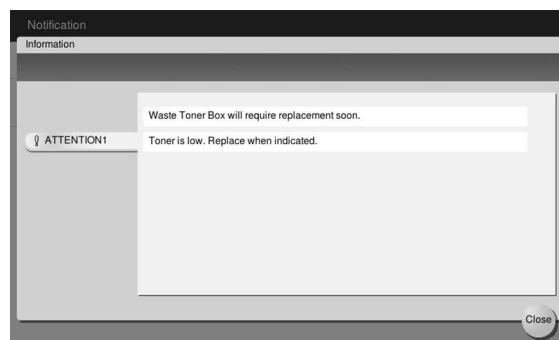 Notification
Information
Waste Toner Box will require replacement soon.
ATTENTION1
Toner is low. Replace when indicated.
Close